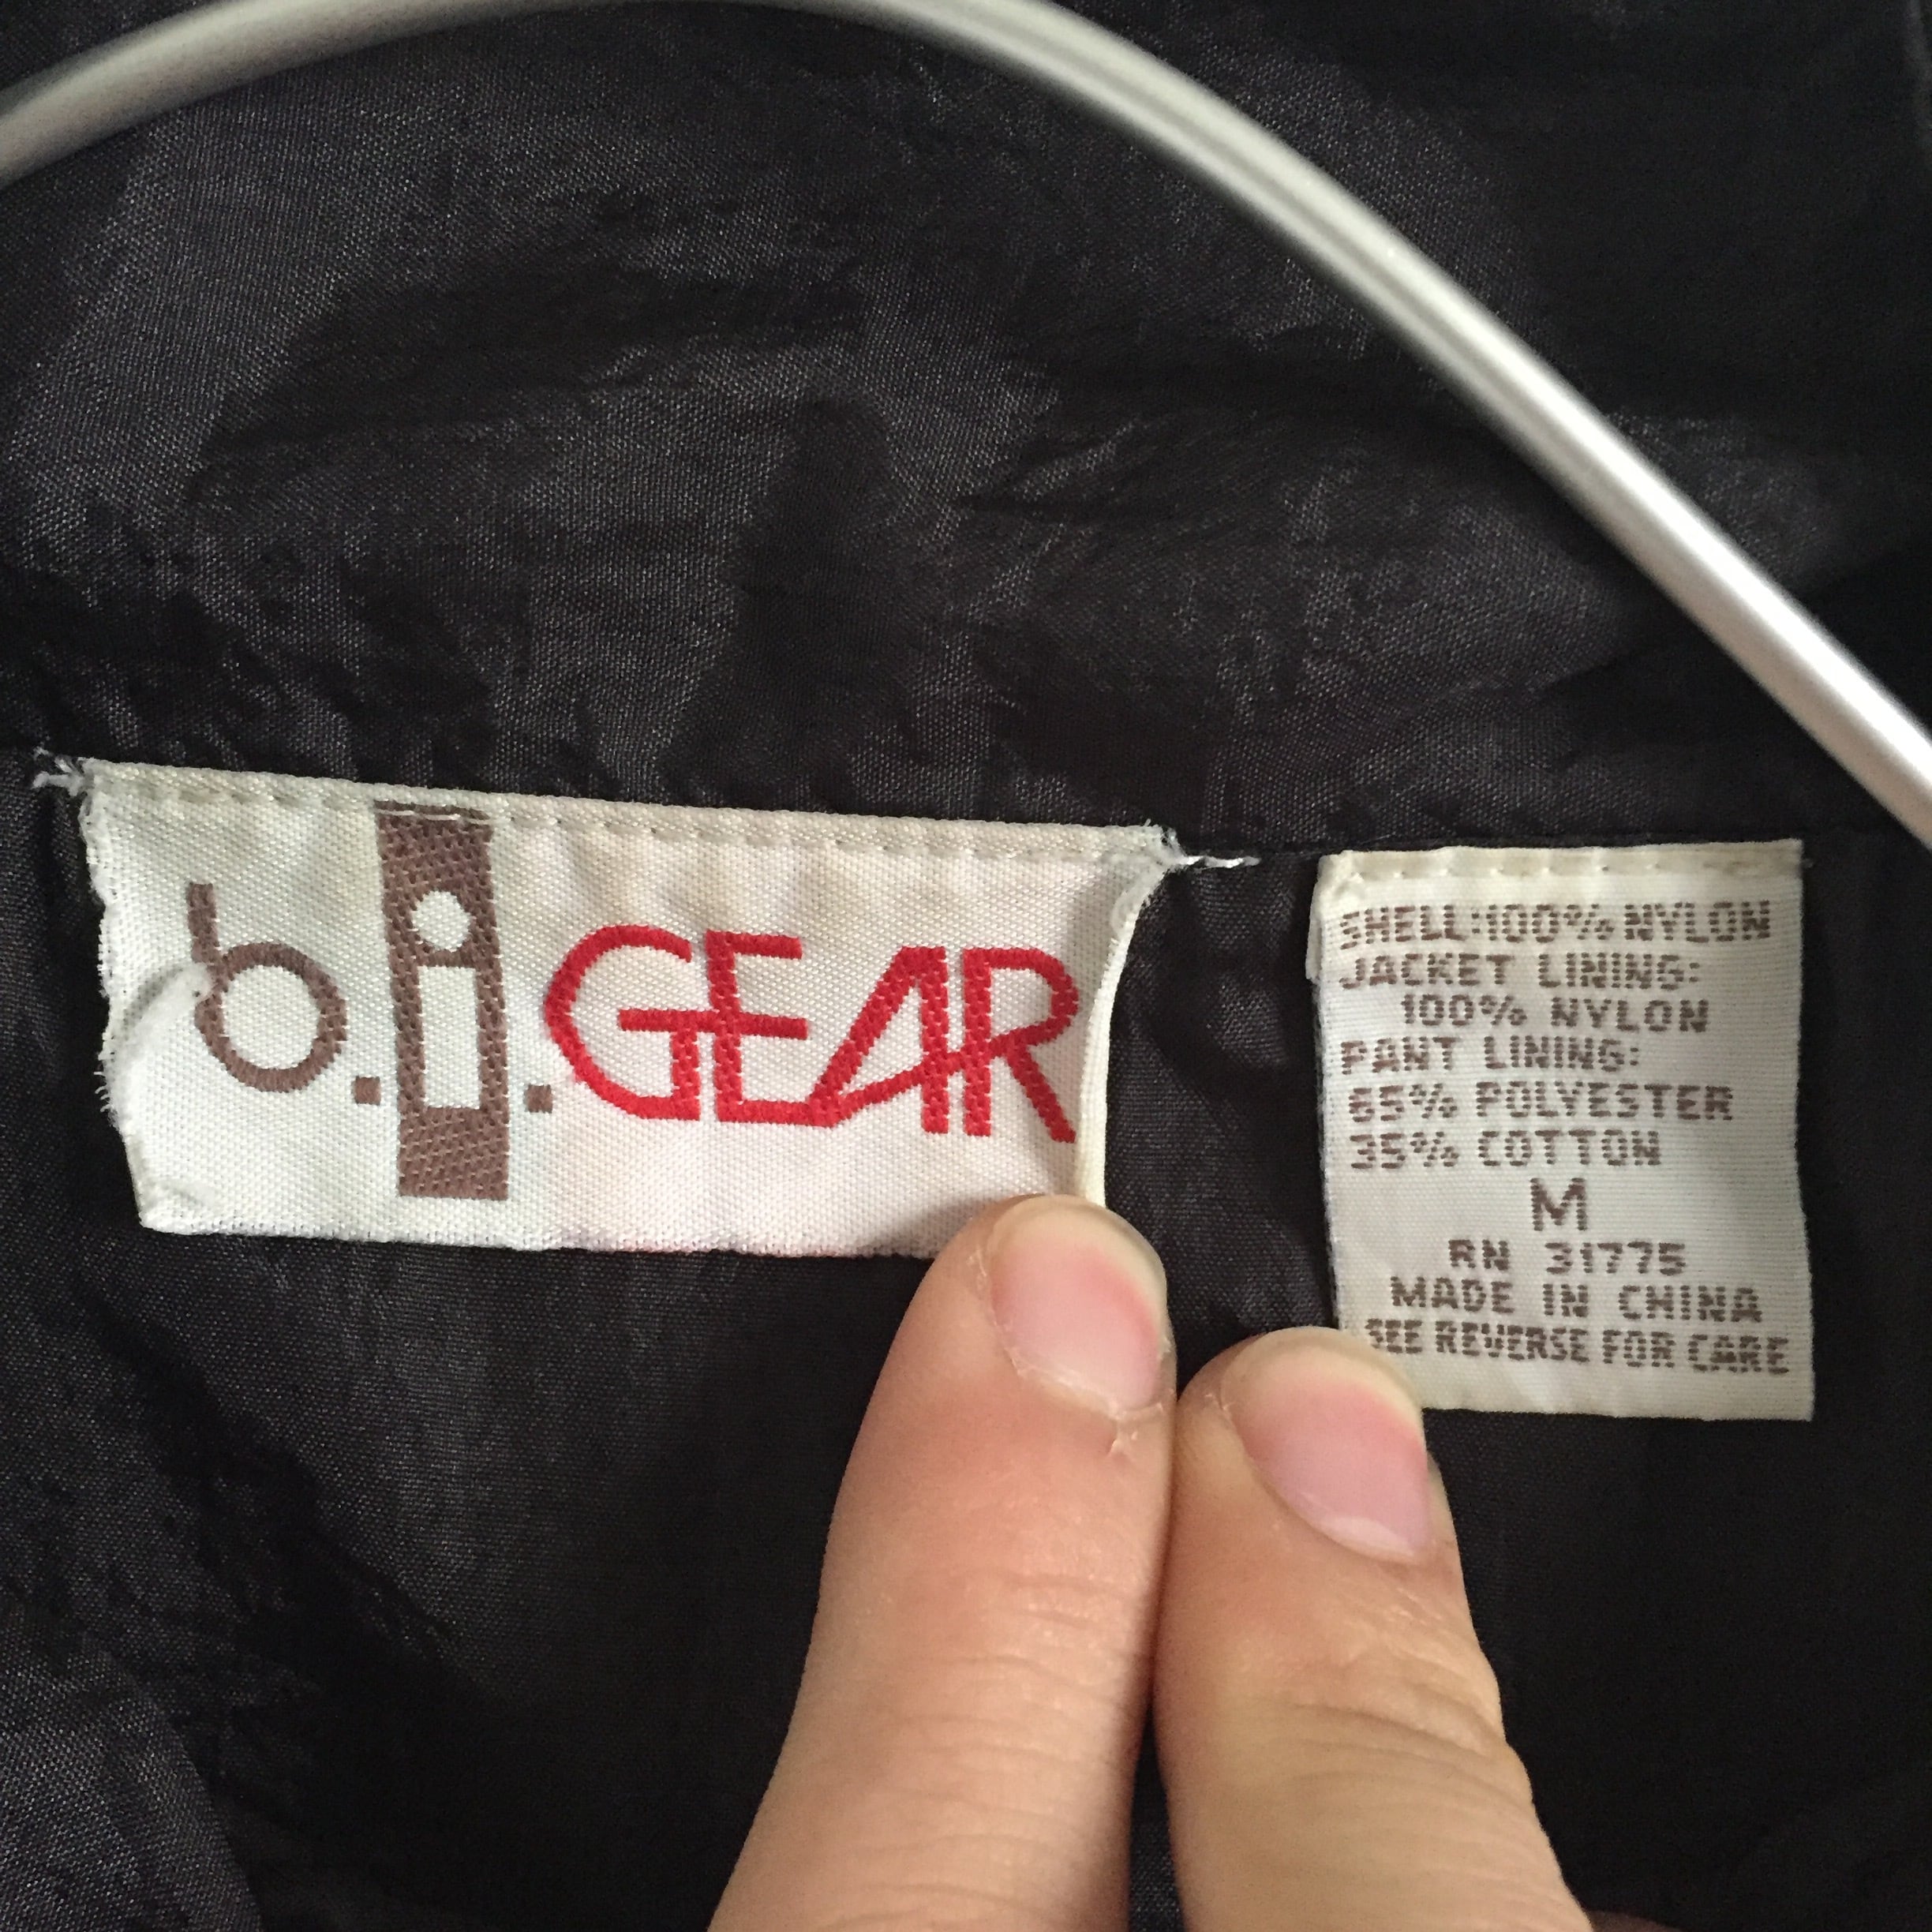 b.i.GEAR
SHELL:100% NYLON
JACKET LINING:
100% NYLON
PANT LINING:
65% POLYESTER
35% COTTON
M
RN 31775
MADE IN CHINA
SEE REVERSE FOR CARE